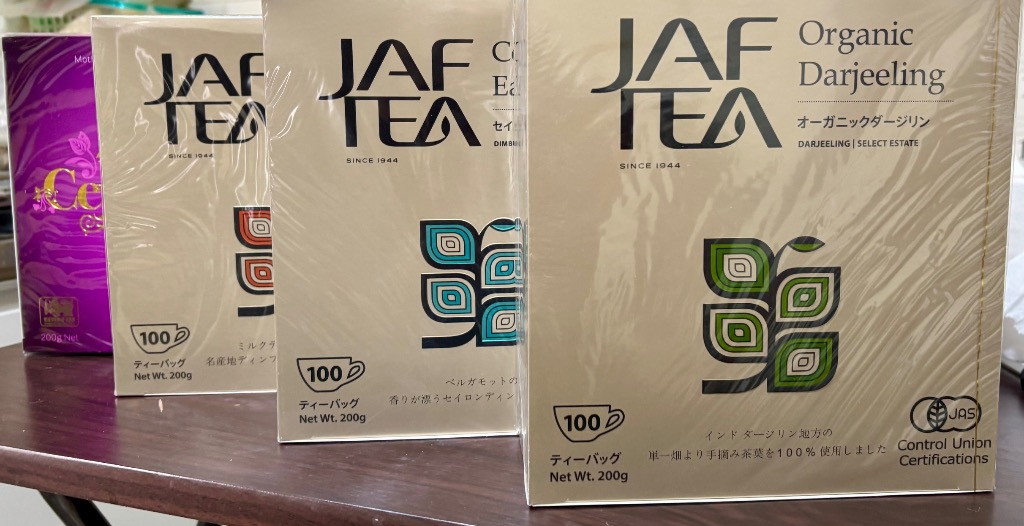 JAF
TEA
SINCE 1944
Organic
Darjeeling
オーガニックダージリン
DARJEELING | SELECT ESTATE
100
ティーバッグ
Net Wt. 200g
インド ダージリン地方の
単一畑より手摘み茶葉を100%使用しました
JAS
Control Union
Certifications
JAF
TEA
SINCE 1944
100
ティーバッグ
Net Wt. 200g
ベルガモットの
香りが漂うセイロンディン
JAF
TEA
SINCE 1944
100
ティーバッグ
Net Wt. 200g
ミルクテ
名産地ディンブ
200g Net